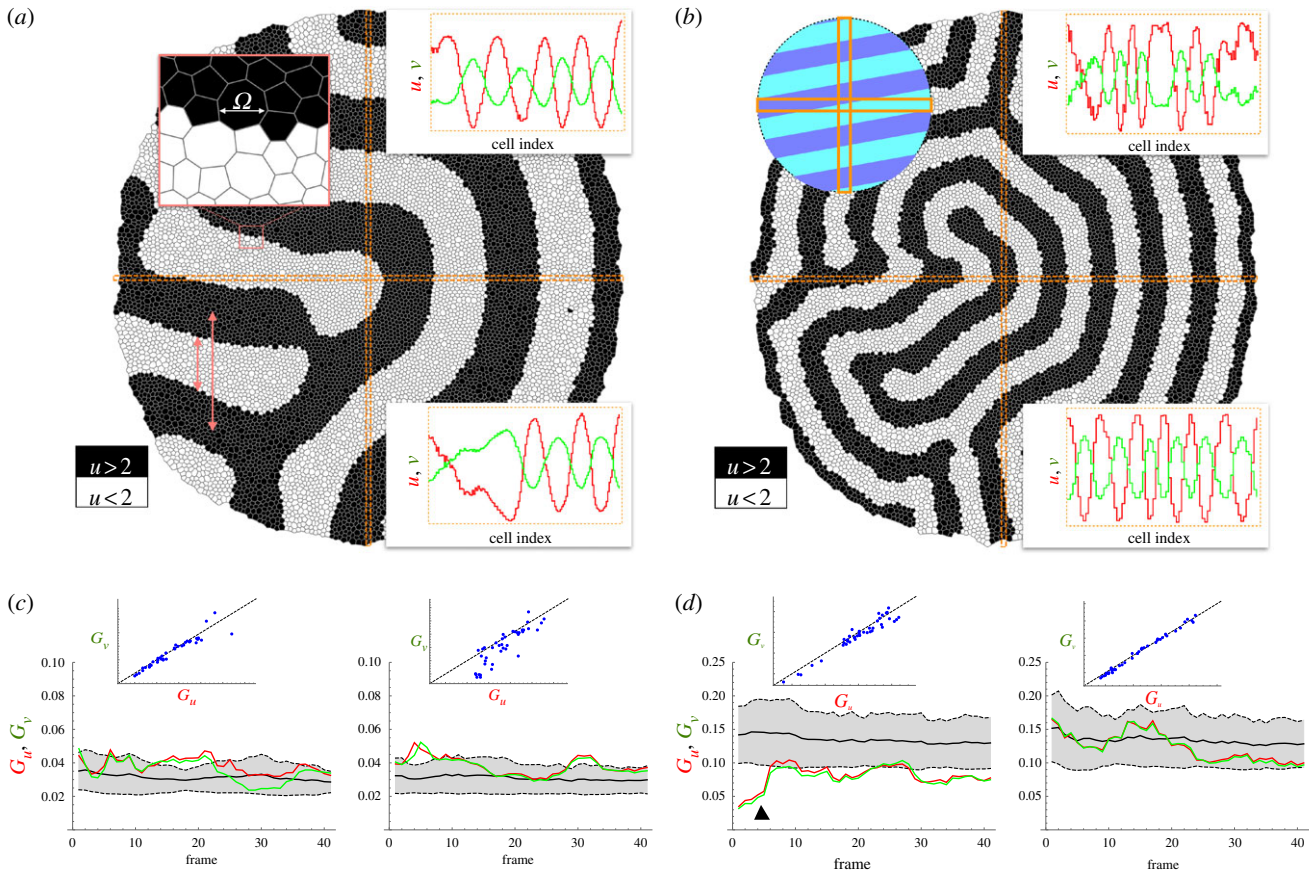 (a)
Ω
u, v
cell index
u, v
cell index
u > 2
u < 2
(b)
u, v
cell index
u, v
cell index
u > 2
u < 2
(c)
G_v
G_u
G_u, G_v
0.10
0.08
0.06
0.04
0.02
0
10
20
30
40
frame
G_v
G_u
0.10
0.08
0.06
0.04
0.02
0
10
20
30
40
frame
(d)
G_v
G_u
0.25
0.20
0.15
0.10
0.05
0
10
20
30
40
frame
G_v
G_u
0.25
0.20
0.15
0.10
0.05
0
10
20
30
40
frame